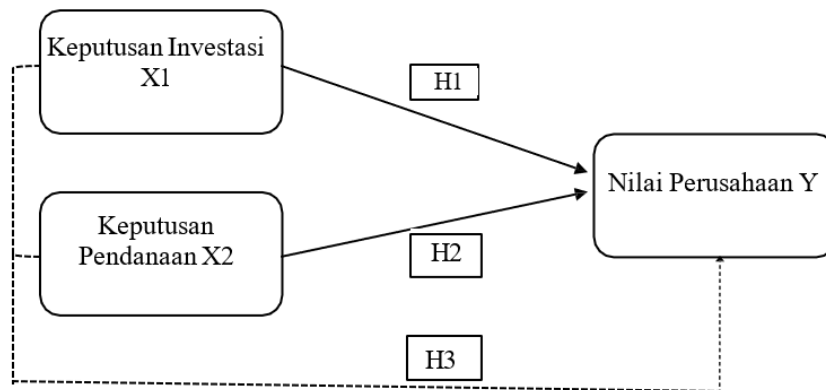 Keputusan Investasi
X1
H1
Nilai Perusahaan Y
Keputusan
Pendanaan X2
H2
H3